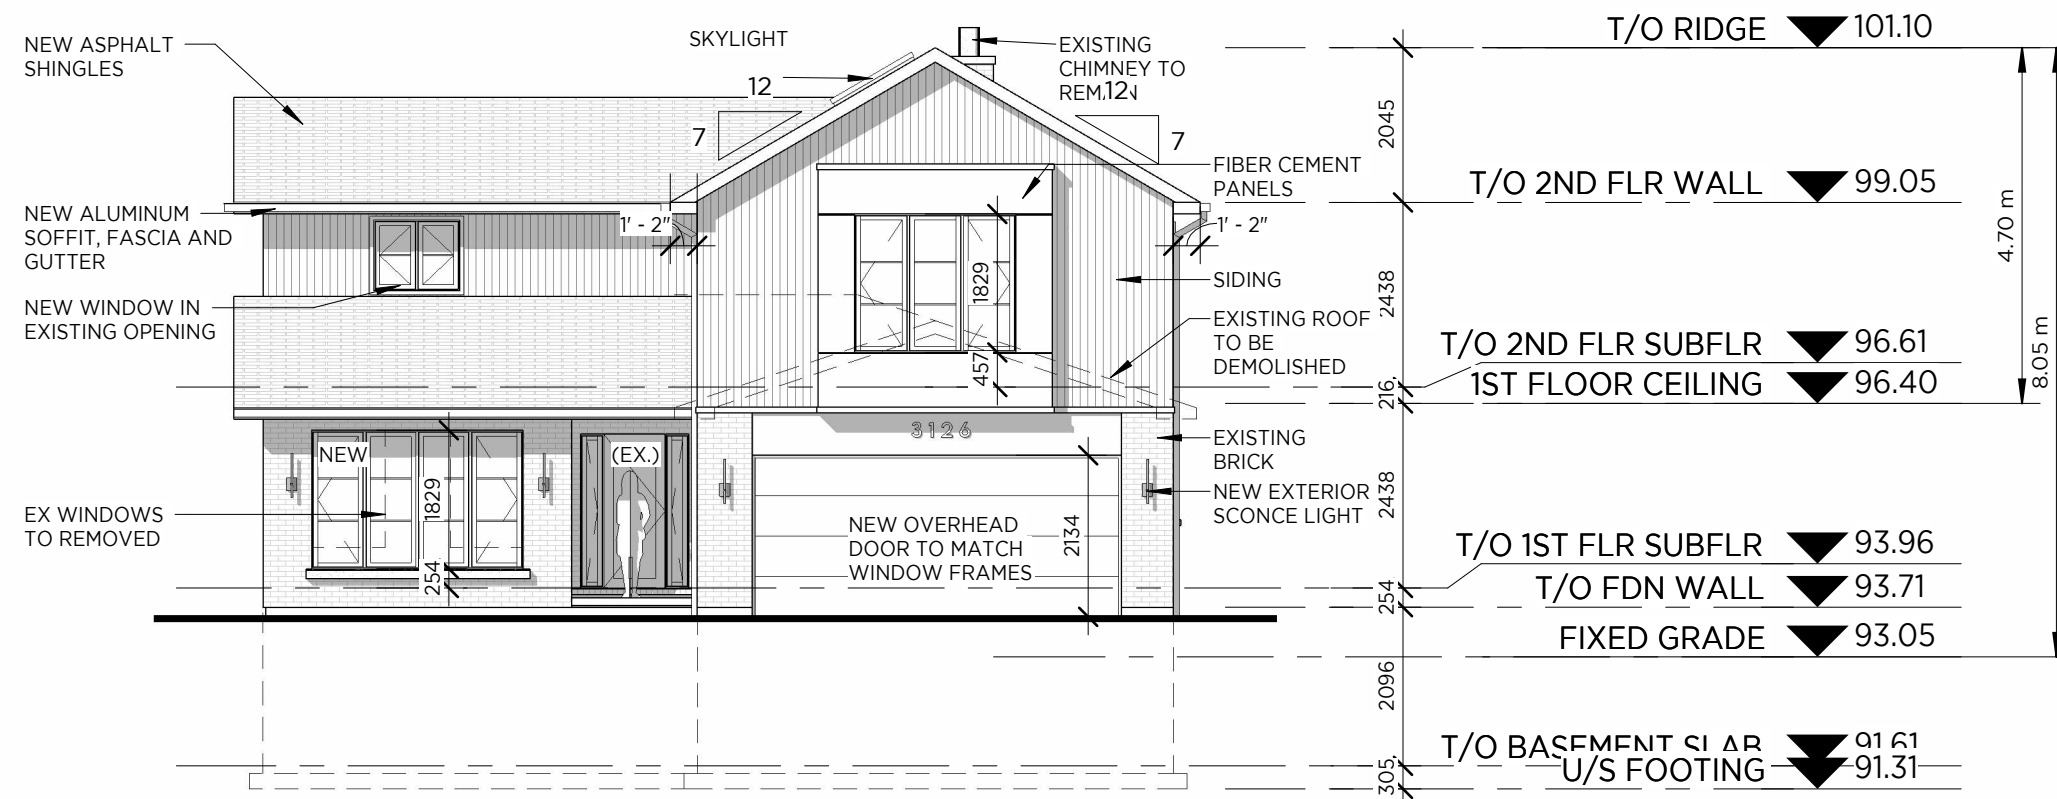 NEW ASPHALT
SHINGLES
NEW ALUMINUM
SOFFIT, FASCIA AND
GUTTER
NEW WINDOW IN
EXISTING OPENING
EX WINDOWS
TO REMOVED
SKYLIGHT
12
7
EXISTING
CHIMNEY TO
12
7
1' - 2"
1' - 2"
FIBER CEMENT
PANELS
SIDING
EXISTING ROOF
TO BE
DEMOLISHED
EXISTING
BRICK
NEW EXTERIOR
SCONCE LIGHT
1829
457
3126
NEW
(EX.)
1829
254
NEW OVERHEAD
DOOR TO MATCH
WINDOW FRAMES
2134
2045
2438
216
2438
254
2096
305
T/O RIDGE 101.10
T/O 2ND FLR WALL 99.05
T/O 2ND FLR SUBFLR 96.61
1ST FLOOR CEILING 96.40
T/O 1ST FLR SUBFLR 93.96
T/O FDN WALL 93.71
FIXED GRADE 93.05
T/O BASEMENT SLAB 91.61
U/S FOOTING 91.31
4.70 m
8.05 m